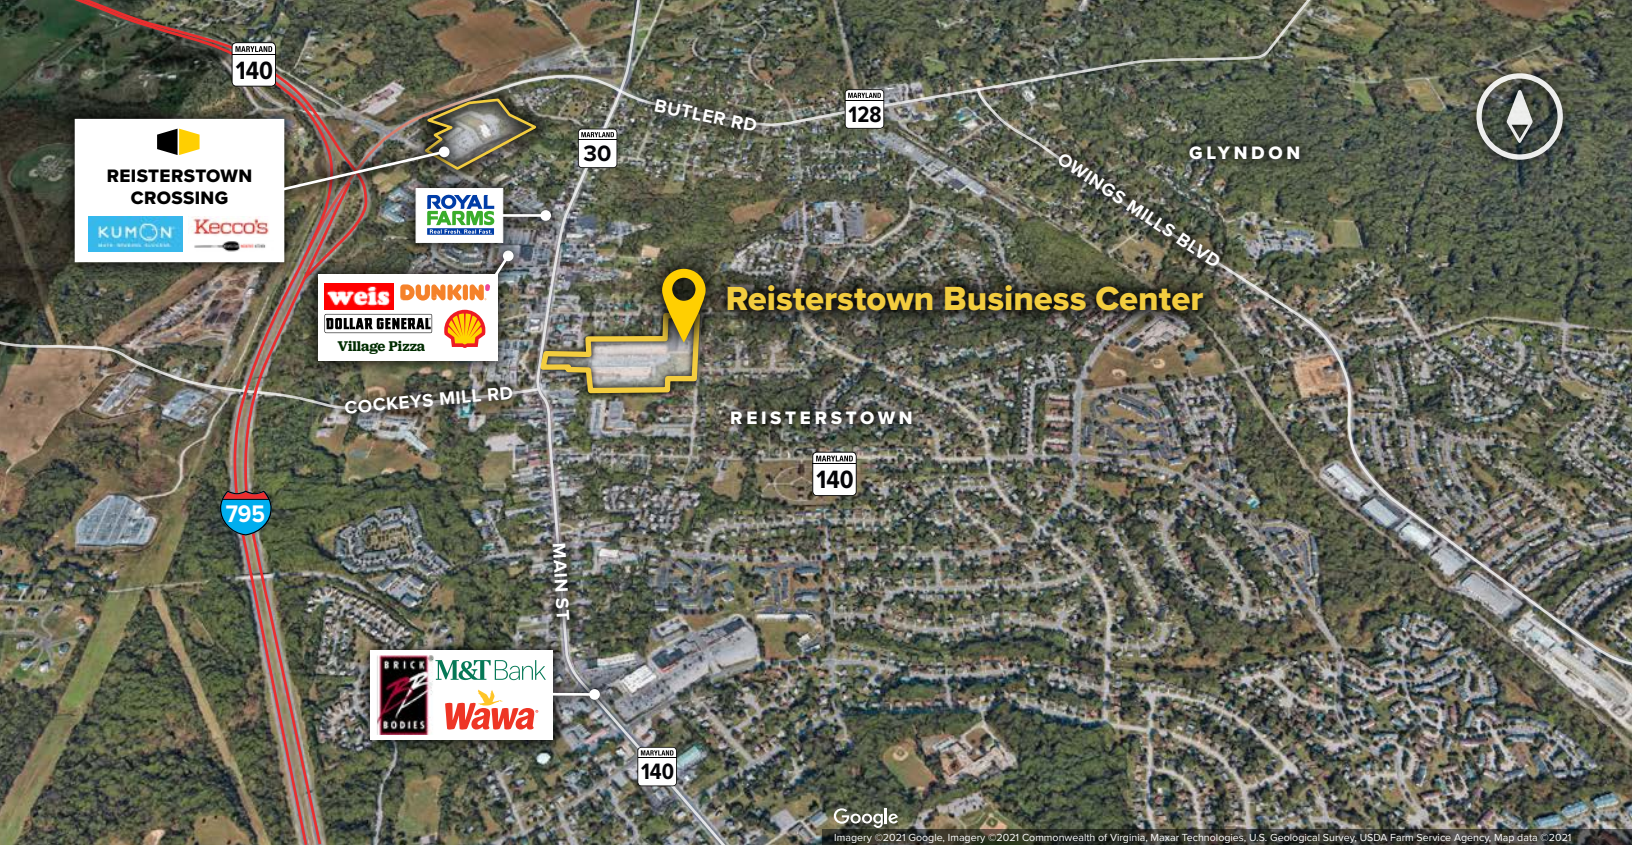 MARYLAND
140
REISTERSTOWN
CROSSING
KUMON
MATH. READING. SUCCESS.
Kecco's
ROYAL
FARMS
Real Fresh. Real Fast.
MARYLAND
30
BUTLER RD
MARYLAND
128
GLYNDON
OWINGS MILLS BLVD
weis
DUNKIN'
DOLLAR GENERAL
Village Pizza
Reisterstown Business Center
COCKEYS MILL RD
REISTERSTOWN
MARYLAND
140
795
MAIN ST
BRICK
BODIES
M&T Bank
Wawa
MARYLAND
140
Google
Imagery ©2021 Google, Imagery ©2021 Commonwealth of Virginia, Maxar Technologies, U.S. Geological Survey, USDA Farm Service Agency, Map data ©2021